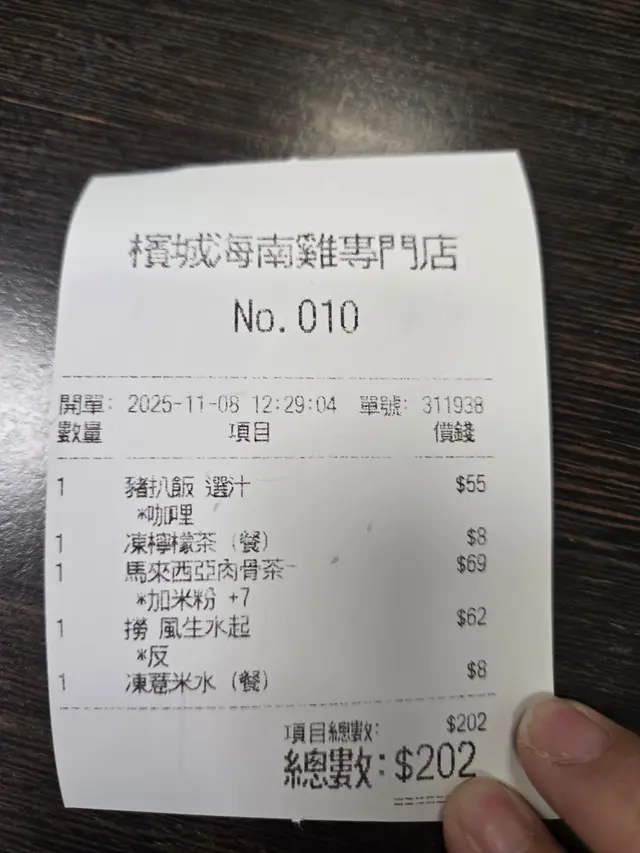 檳城海南雞專門店
No. 010
開單: 2025-11-08 12:29:04 單號: 311938
數量 項目 價錢
1 豬扒飯 選汁 $55
*咖哩
1 凍檸檬茶 (餐) $8
1 馬來西亞肉骨茶 $69
*加米粉 +7
1 撈 風生水起 $62
*反
1 凍薏米水 (餐) $8
項目總數: $202
總數: $202